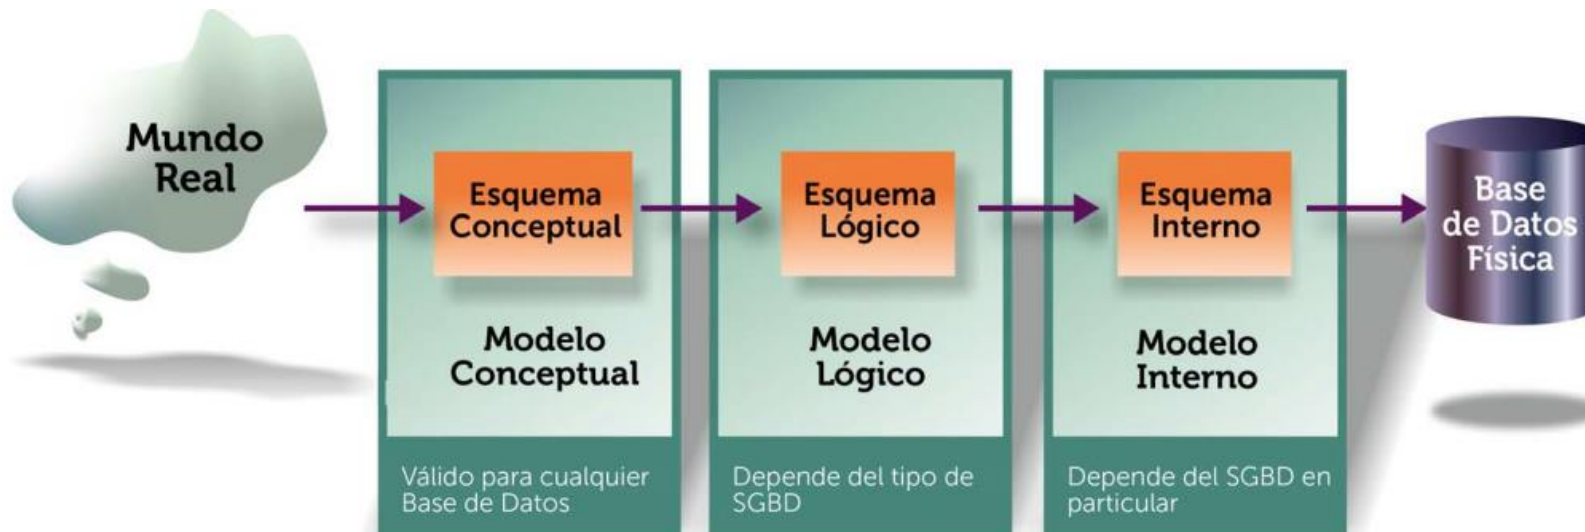 Mundo
Real
Esquema
Conceptual
Modelo
Conceptual
Válido para cualquier
Base de Datos
Esquema
Lógico
Modelo
Lógico
Depende del tipo de
SGBD
Esquema
Interno
Modelo
Interno
Depende del SGBD en
particular
Base
de Datos
Física